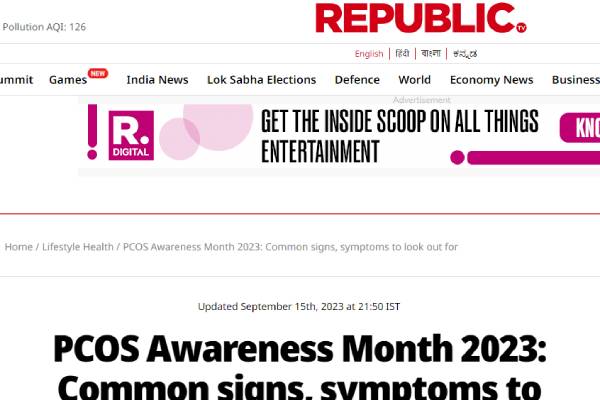 REPUBLIC.
TV
Pollution AQI: 126
English | हिंदी | বাংলা | ಕನ್ನಡ
ummit Games NEW India News Lok Sabha Elections Defence World Economy News Business
Advertisement
R.
DIGITAL
GET THE INSIDE SCOOP ON ALL THINGS
ENTERTAINMENT
KNO
Home / Lifestyle Health / PCOS Awareness Month 2023: Common signs, symptoms to look out for
Updated September 15th, 2023 at 21:50 IST
PCOS Awareness Month 2023:
Common signs, symptoms to